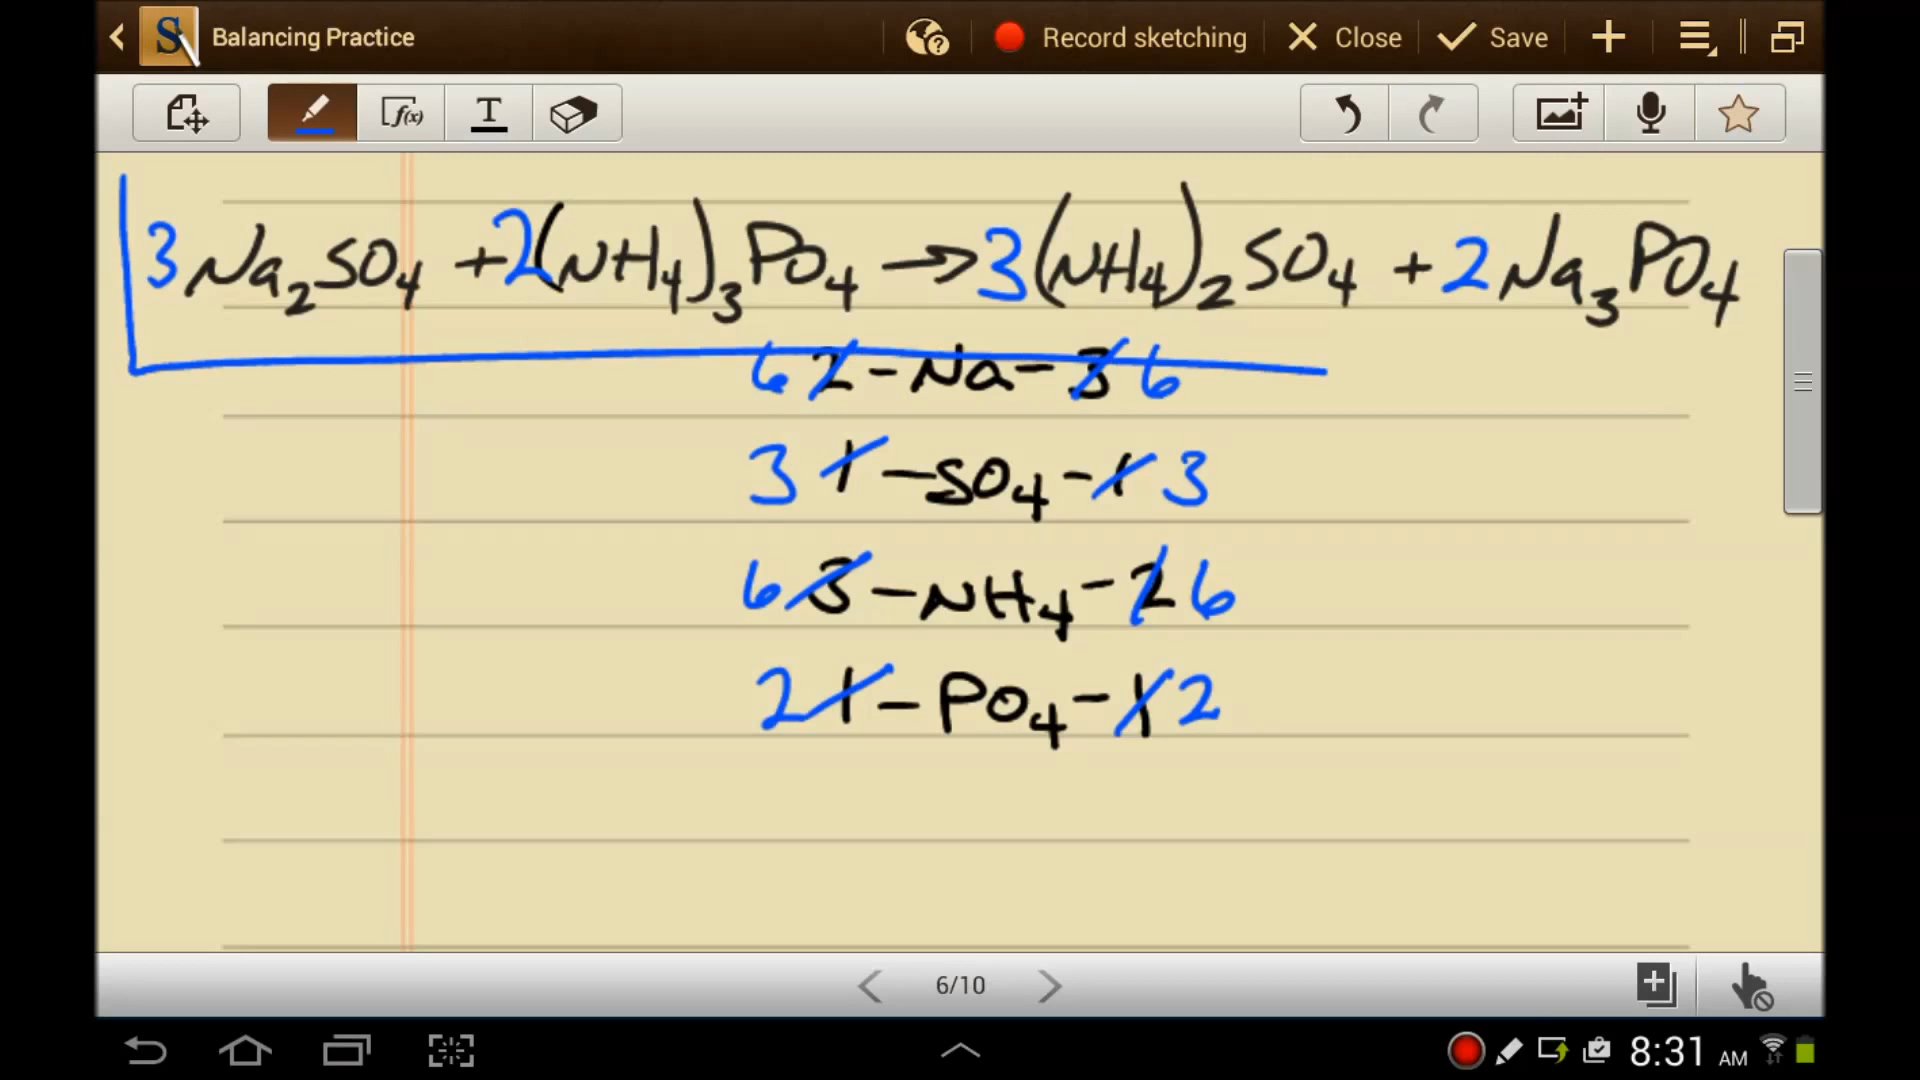 Balancing Practice Record sketching Close Save
f(x) T
3Na₂SO₄ + 2(NH₄)₃PO₄ → 3(NH₄)₂SO₄ + 2Na₃PO₄
6 2 - Na - 3 6
3 1 - SO₄ - 1 3
6 3 - NH₄ - 2 6
2 1 - PO₄ - 1 2
6/10
8:31 AM